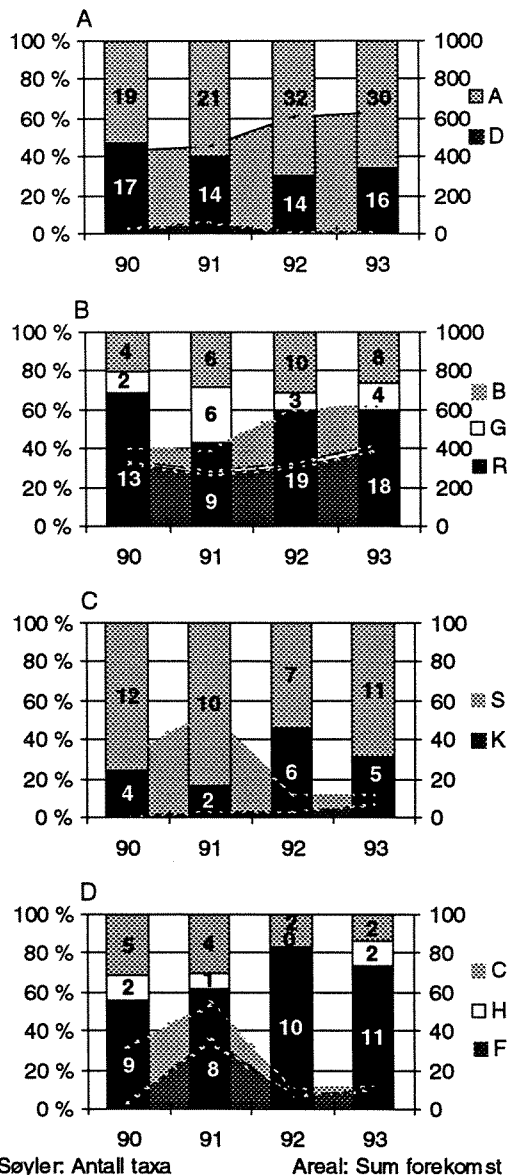 A
100 % 1000
80 % 19 21 32 30 800 A
60 % 600 D
40 % 400
20 % 17 14 14 16 200
0 % 0
90 91 92 93
B
100 % 1000
80 % 4 6 10 8 800
60 % 2 6 3 4 600 B
40 % 400 G
20 % 13 9 19 18 200 R
0 % 0
90 91 92 93
C
100 % 100
80 % 7 80
60 % 12 10 11 60 S
40 % 40 K
20 % 4 2 6 5 20
0 % 0
90 91 92 93
D
100 % 2 2 100
80 % 5 4 0 2 80
60 % 2 1 60 C
40 % 10 11 40 H
20 % 9 8 20 F
0 % 0
90 91 92 93
Søyler: Antall taxa Areal: Sum forekomst